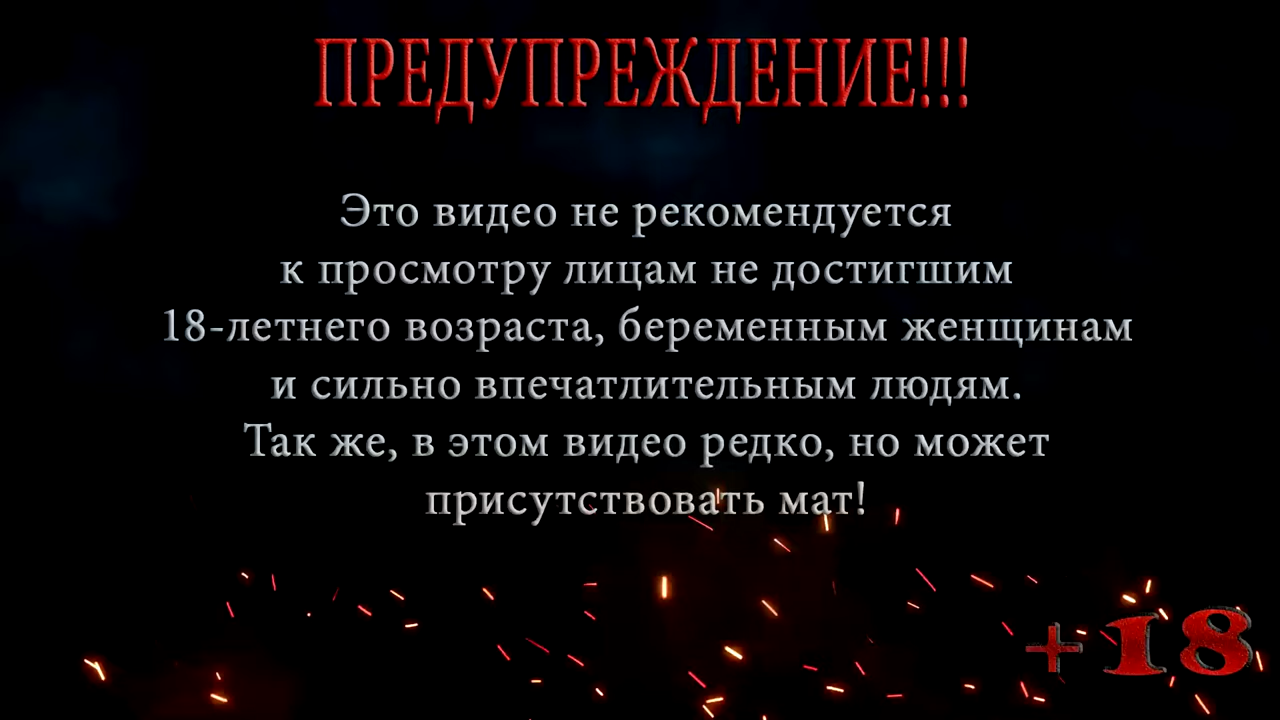 ПРЕДУПРЕЖДЕНИЕ!!!
Это видео не рекомендуется
к просмотру лицам не достигшим
18-летнего возраста, беременным женщинам
и сильно впечатлительным людям.
Так же, в этом видео редко, но может
присутствовать мат!
+18